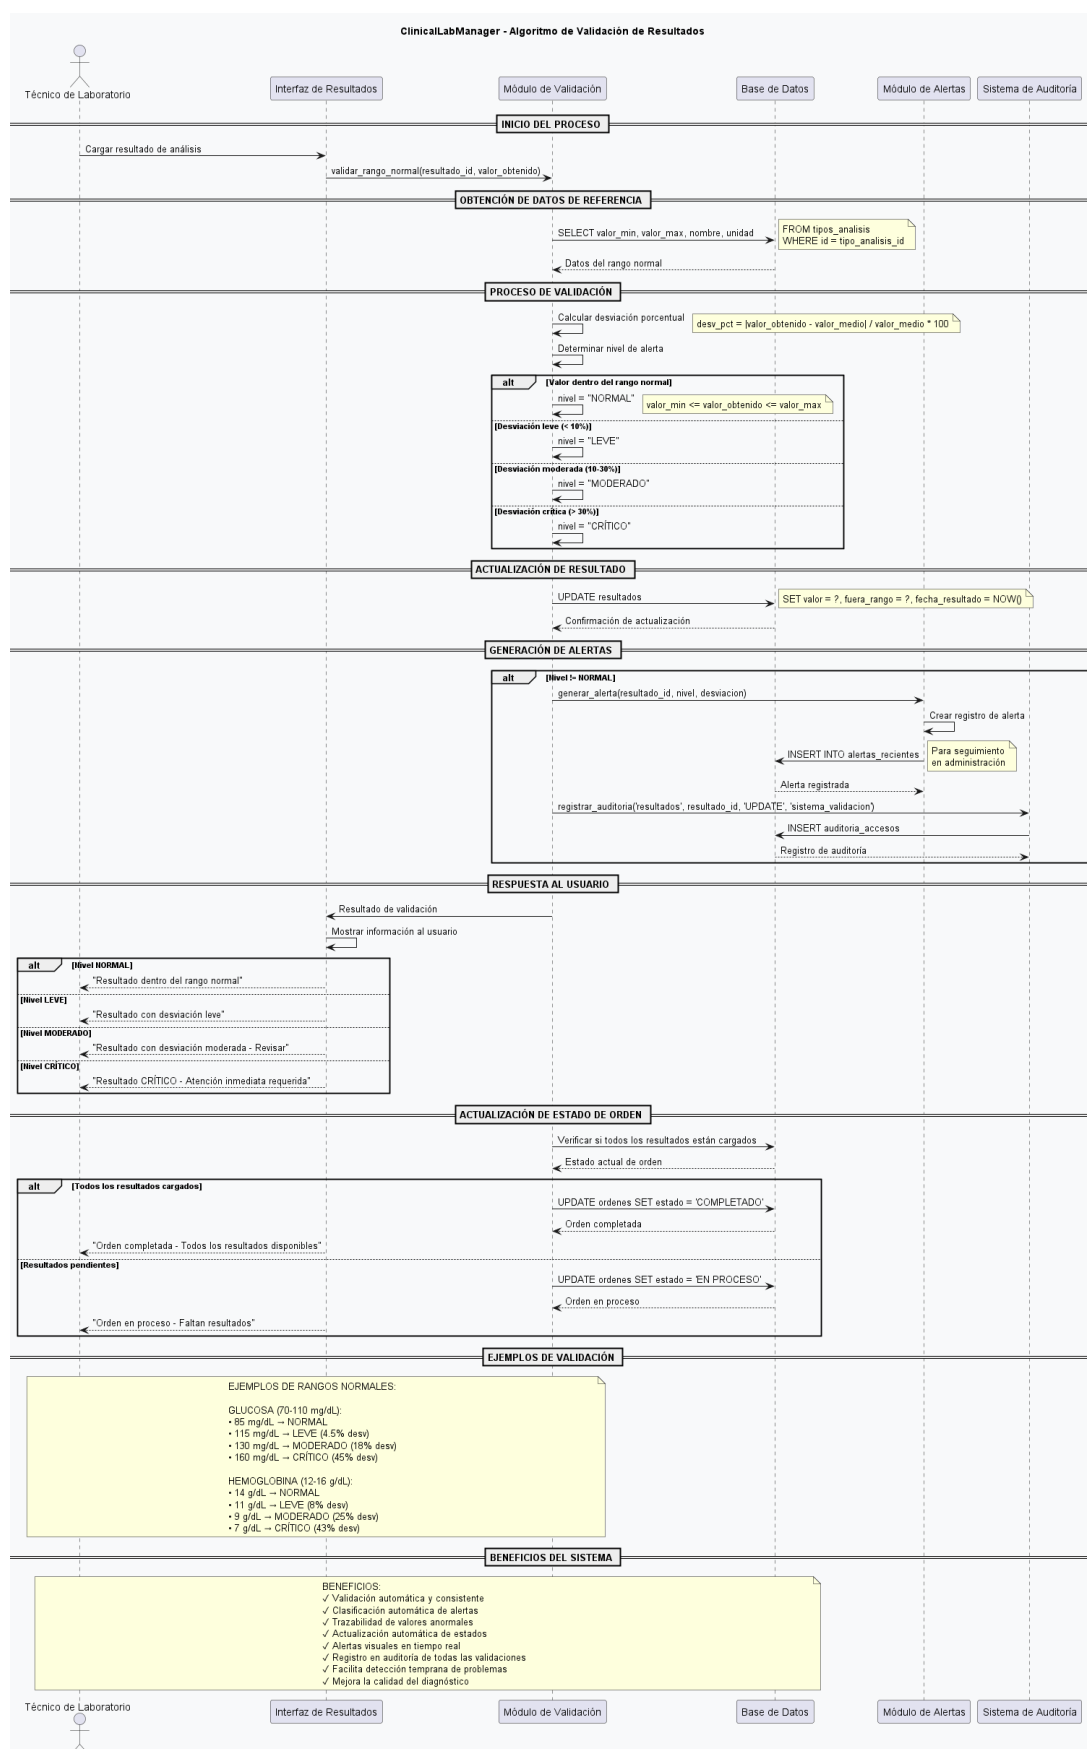 ClinicalLabManager - Algoritmo de Validación de Resultados
Técnico de Laboratorio
Interfaz de Resultados
Módulo de Validación
Base de Datos
Módulo de Alertas
Sistema de Auditoría
INICIO DEL PROCESO
Cargar resultado de análisis
validar_rango_normal(resultado_id, valor_obtenido)
OBTENCIÓN DE DATOS DE REFERENCIA
SELECT valor_min, valor_max, nombre, unidad
FROM tipos_analisis
WHERE id = tipo_analisis_id
Datos del rango normal
PROCESO DE VALIDACIÓN
Calcular desviación porcentual
desv_pct = |valor_obtenido - valor_medio| / valor_medio * 100
Determinar nivel de alerta
alt
[Valor dentro del rango normal]
nivel = "NORMAL"
valor_min <= valor_obtenido <= valor_max
[Desviación leve (< 10%)]
nivel = "LEVE"
[Desviación moderada (10-30%)]
nivel = "MODERADO"
[Desviación crítica (> 30%)]
nivel = "CRÍTICO"
ACTUALIZACIÓN DE RESULTADO
UPDATE resultados
SET valor = ?, fuera_rango = ?, fecha_resultado = NOW()
Confirmación de actualización
GENERACIÓN DE ALERTAS
alt
[Nivel != NORMAL]
generar_alerta(resultado_id, nivel, desviacion)
Crear registro de alerta
INSERT INTO alertas_recientes
Para seguimiento
en administración
Alerta registrada
registrar_auditoria('resultados', resultado_id, 'UPDATE', 'sistema_validacion')
INSERT auditoria_accesos
Registro de auditoría
RESPUESTA AL USUARIO
Resultado de validación
Mostrar información al usuario
alt
[Nivel NORMAL]
"Resultado dentro del rango normal"
[Nivel LEVE]
"Resultado con desviación leve"
[Nivel MODERADO]
"Resultado con desviación moderada - Revisar"
[Nivel CRÍTICO]
"Resultado CRÍTICO - Atención inmediata requerida"
ACTUALIZACIÓN DE ESTADO DE ORDEN
Verificar si todos los resultados están cargados
Estado actual de orden
alt
[Todos los resultados cargados]
UPDATE ordenes SET estado = 'COMPLETADO'
Orden completada
"Orden completada - Todos los resultados disponibles"
[Resultados pendientes]
UPDATE ordenes SET estado = 'EN PROCESO'
Orden en proceso
"Orden en proceso - Faltan resultados"
EJEMPLOS DE VALIDACIÓN
EJEMPLOS DE RANGOS NORMALES:
GLUCOSA (70-110 mg/dL):
• 85 mg/dL → NORMAL
• 115 mg/dL → LEVE (4.5% desv)
• 130 mg/dL → MODERADO (18% desv)
• 160 mg/dL → CRÍTICO (45% desv)
HEMOGLOBINA (12-16 g/dL):
• 14 g/dL → NORMAL
• 11 g/dL → LEVE (8% desv)
• 9 g/dL → MODERADO (25% desv)
• 7 g/dL → CRÍTICO (43% desv)
BENEFICIOS DEL SISTEMA
BENEFICIOS:
✓ Validación automática y consistente
✓ Clasificación automática de alertas
✓ Trazabilidad de valores anormales
✓ Actualización automática de estados
✓ Alertas visuales en tiempo real
✓ Registro en auditoría de todas las validaciones
✓ Facilita detección temprana de problemas
✓ Mejora la calidad del diagnóstico
Técnico de Laboratorio
Interfaz de Resultados
Módulo de Validación
Base de Datos
Módulo de Alertas
Sistema de Auditoría